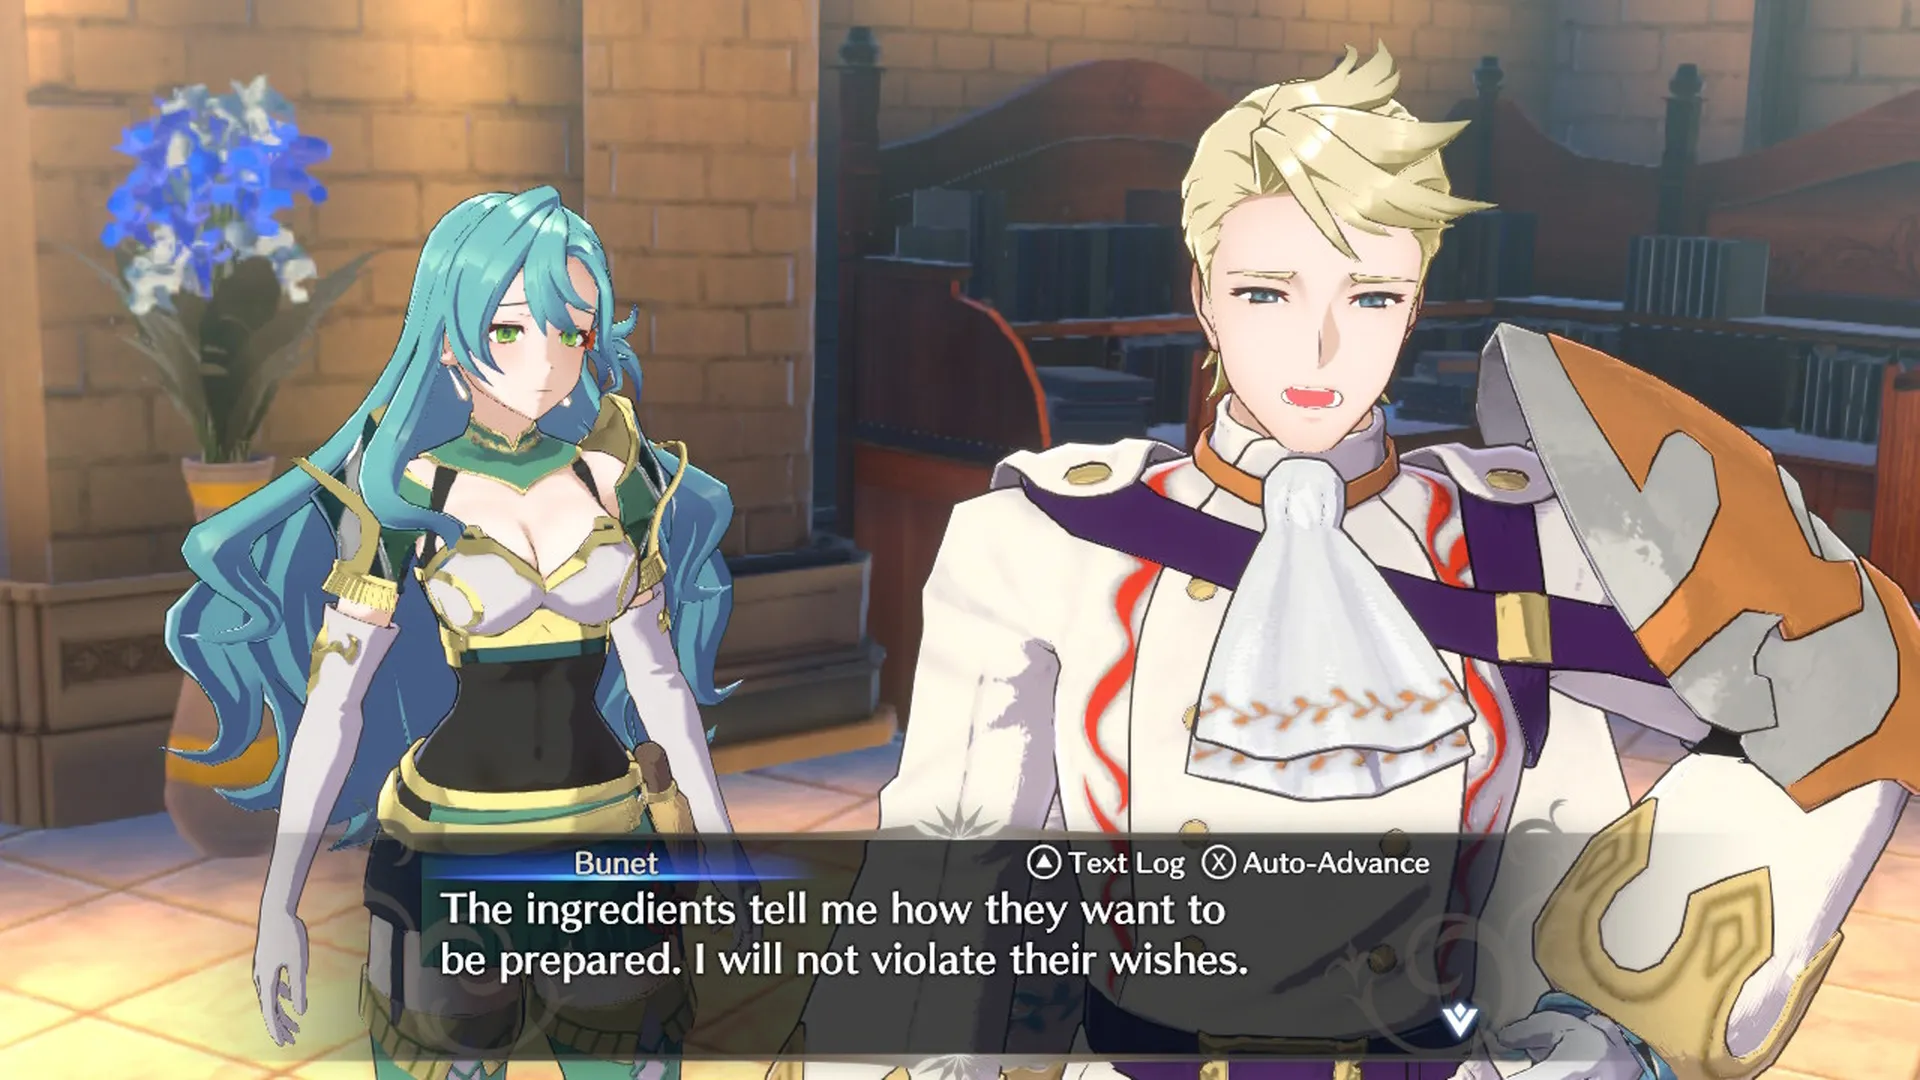 Bunet
Text Log Ⓧ Auto-Advance
The ingredients tell me how they want to
be prepared. I will not violate their wishes.